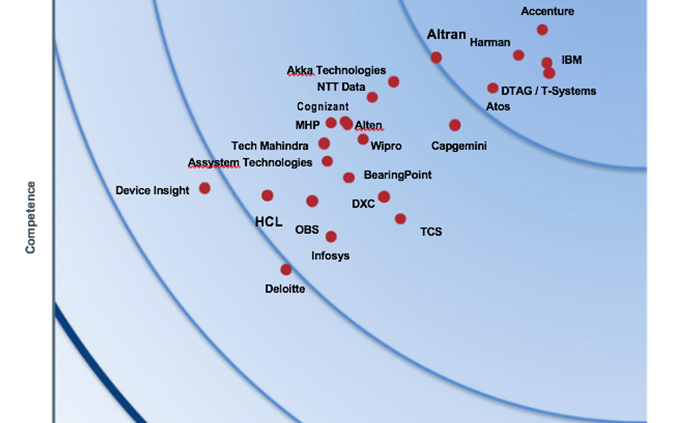 Accenture
Altran
Harman
IBM
Akka Technologies
NTT Data
DTAG / T-Systems
Atos
Cognizant
MHP
Alten
Tech Mahindra
Wipro
Capgemini
Assystem Technologies
BearingPoint
Device Insight
DXC
HCL
OBS
TCS
Infosys
Deloitte
Competence